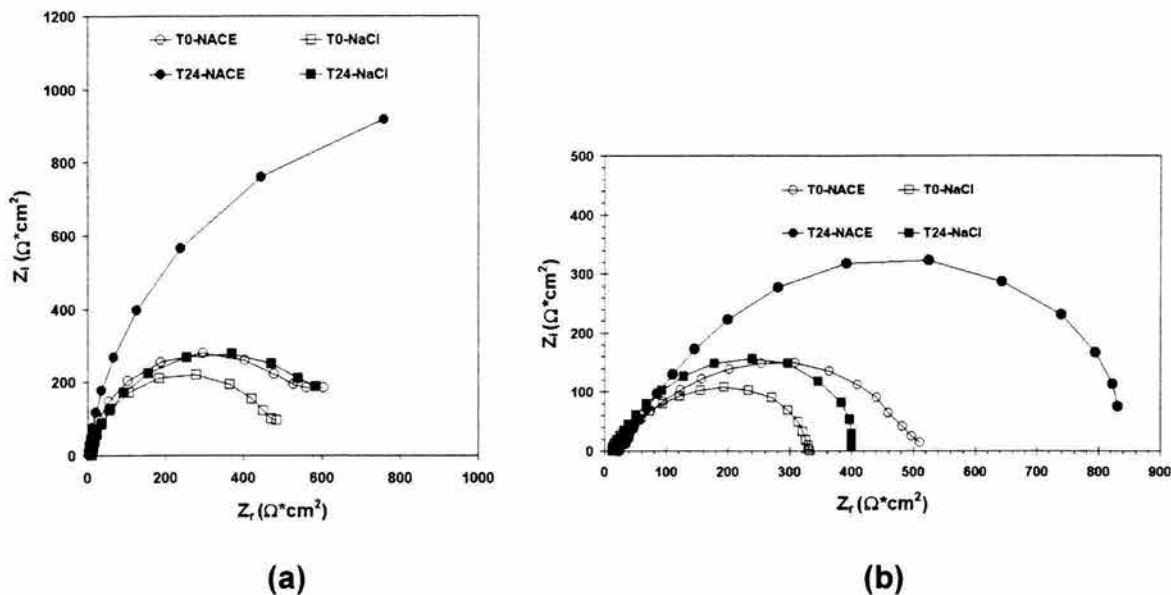 1200
1000
800
600
400
200
0
Zᵢ (Ω*cm²)
T0-NACE
T0-NaCl
T24-NACE
T24-NaCl
0 200 400 600 800 1000
Zᵣ (Ω*cm²)
(a)
500
400
300
200
100
0
Zᵢ (Ω*cm²)
T0-NACE
T0-NaCl
T24-NACE
T24-NaCl
0 100 200 300 400 500 600 700 800 900
Zᵣ (Ω*cm²)
(b)